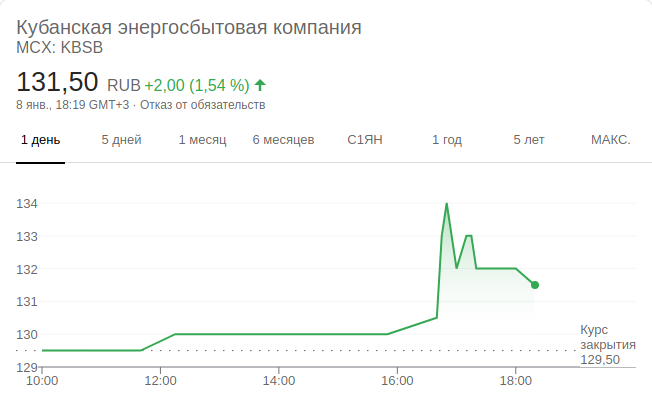 Кубанская энергосбытовая компания
MCX: KBSB
131,50 RUB +2,00 (1,54 %)
8 янв., 18:19 GMT+3 · Отказ от обязательств
1 день 5 дней 1 месяц 6 месяцев С1ЯН 1 год 5 лет МАКС.
134
133
132
131
130
129
Курс
закрытия
129,50
10:00 12:00 14:00 16:00 18:00